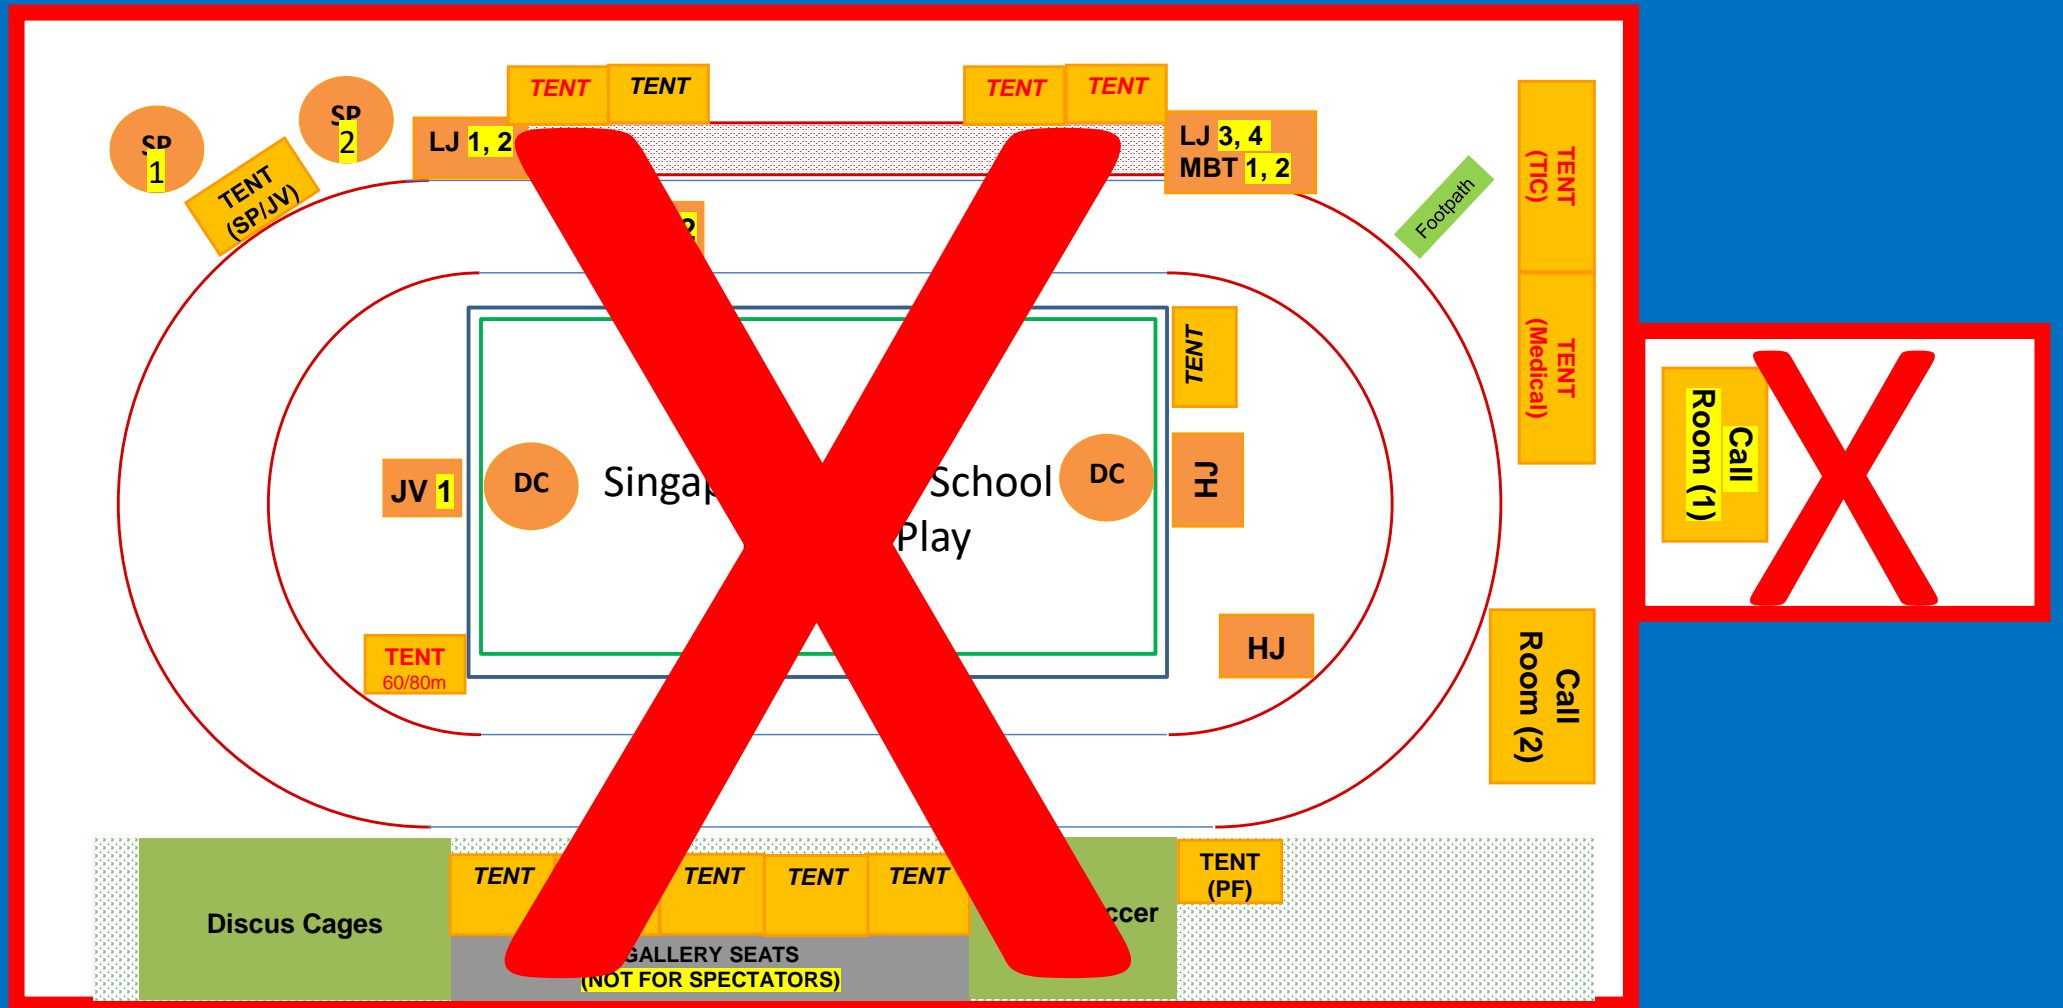 TENT
TENT
TENT
TENT
SP
1
SP
2
LJ 1, 2
LJ 3, 4
MBT 1, 2
TENT
(SP/JV)
Footpath
TENT
(TIC)
2
TENT
(Medical)
TENT
Call
Room (1)
JV 1
DC
School
DC
HJ
Play
TENT
60/80m
HJ
Call
Room (2)
TENT
TENT
TENT
TENT
TENT
(PF)
Discus Cages
GALLERY SEATS
(NOT FOR SPECTATORS)